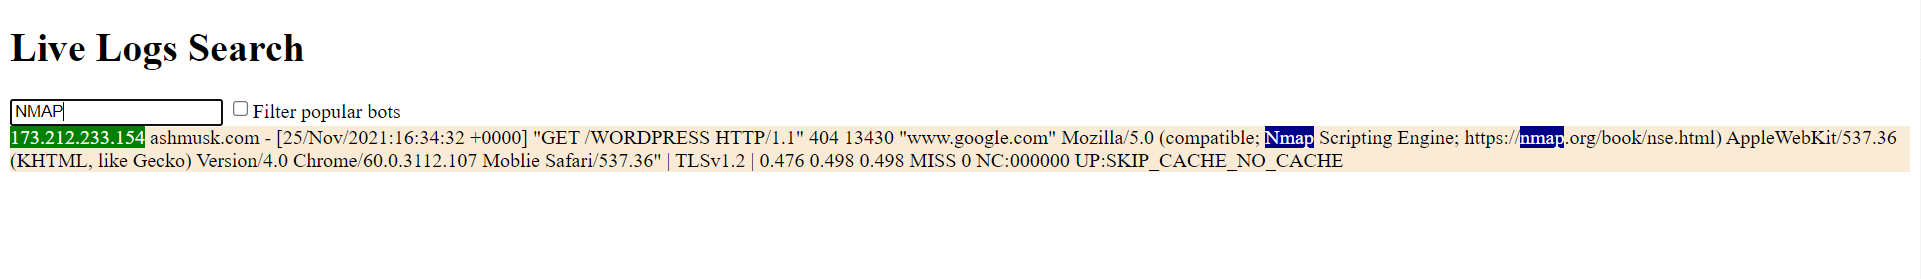 Live Logs Search
NMAP Filter popular bots
173.212.233.154 ashmusk.com - [25/Nov/2021:16:34:32 +0000] "GET /WORDPRESS HTTP/1.1" 404 13430 "www.google.com" Mozilla/5.0 (compatible; Nmap Scripting Engine; https://nmap.org/book/nse.html) AppleWebKit/537.36
(KHTML, like Gecko) Version/4.0 Chrome/60.0.3112.107 Moblie Safari/537.36" | TLSv1.2 | 0.476 0.498 0.498 MISS 0 NC:000000 UP:SKIP_CACHE_NO_CACHE